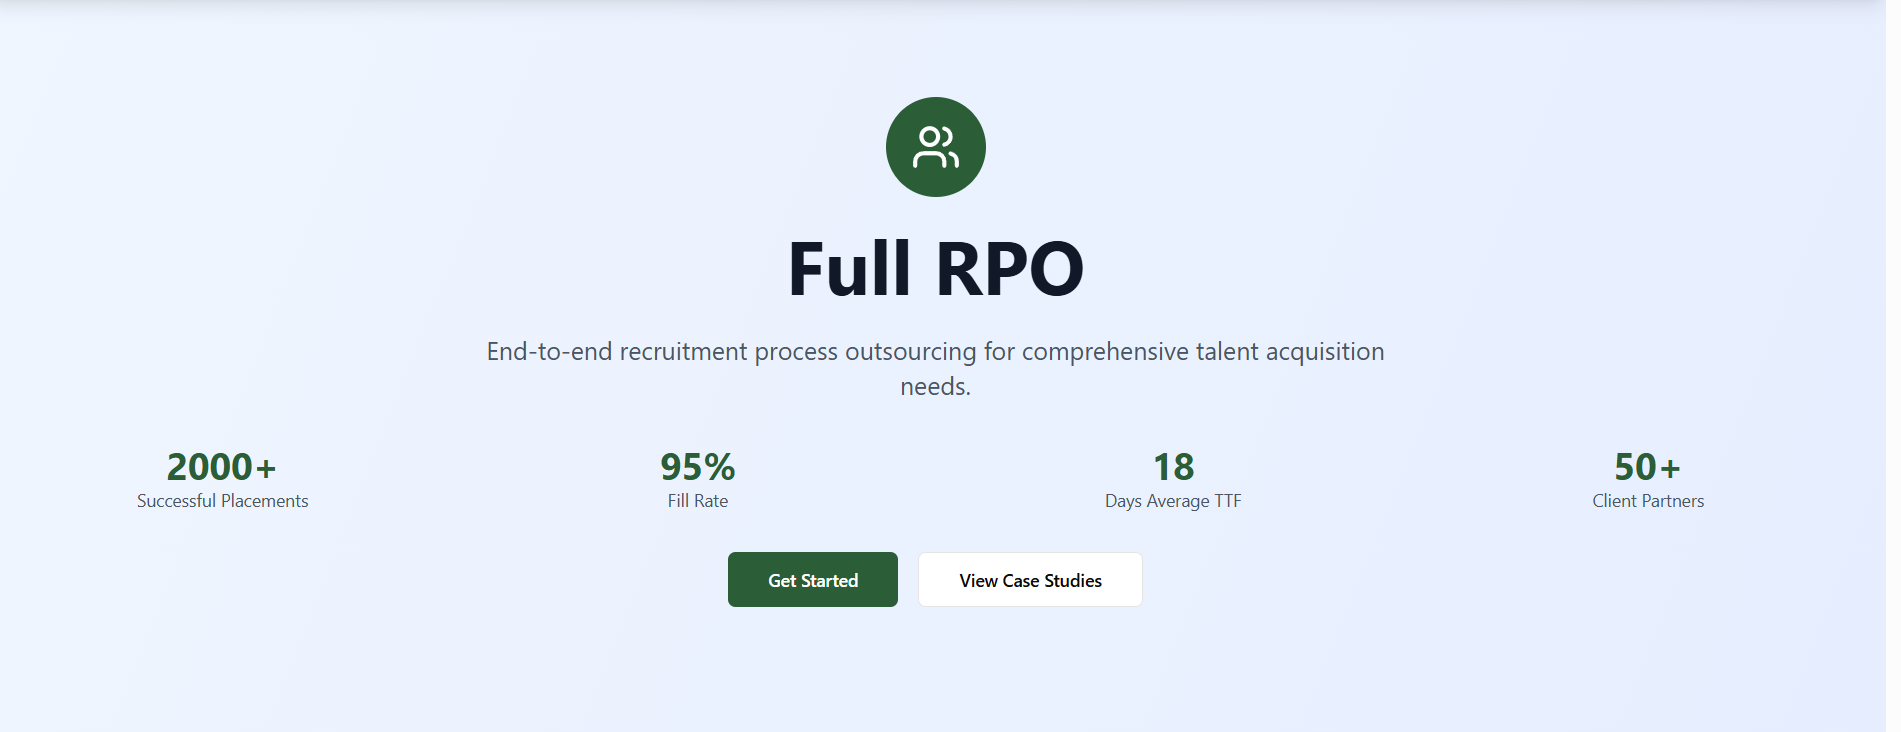 Full RPO
End-to-end recruitment process outsourcing for comprehensive talent acquisition
needs.
2000+
Successful Placements
95%
Fill Rate
18
Days Average TTF
50+
Client Partners
Get Started
View Case Studies